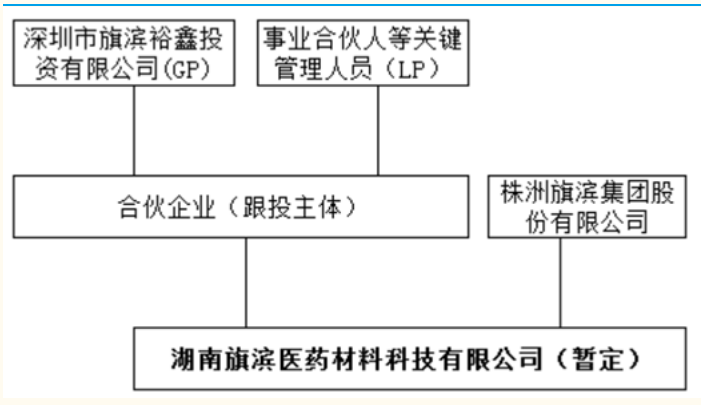 深圳市旗滨裕鑫投
资有限公司(GP)
事业合伙人等关键
管理人员（LP）
合伙企业（跟投主体）
株洲旗滨集团股
份有限公司
湖南旗滨医药材料科技有限公司（暂定）